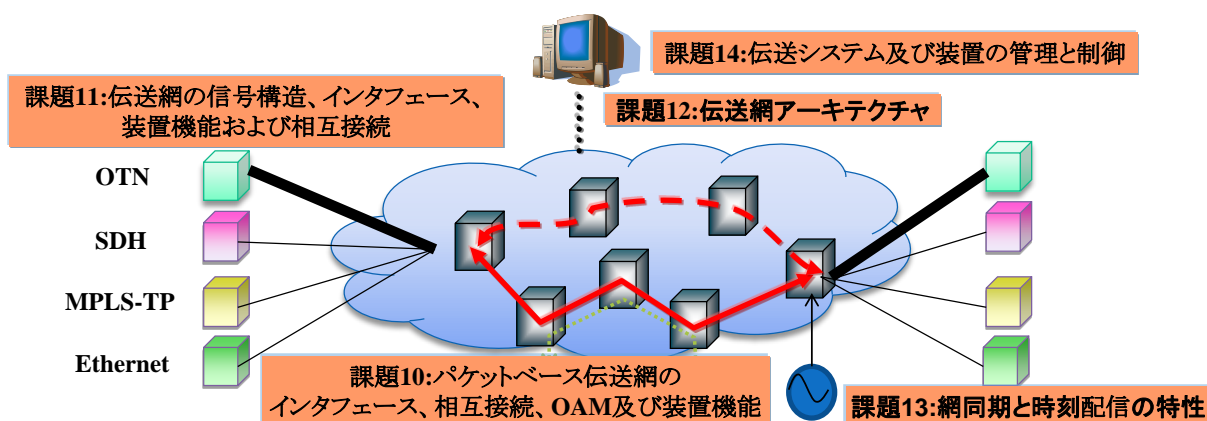 課題14:伝送システム及び装置の管理と制御
課題11:伝送網の信号構造、インタフェース、
装置機能および相互接続
課題12:伝送網アーキテクチャ
OTN
SDH
MPLS-TP
Ethernet
課題10:パケットベース伝送網の
インタフェース、相互接続、OAM及び装置機能
課題13:網同期と時刻配信の特性